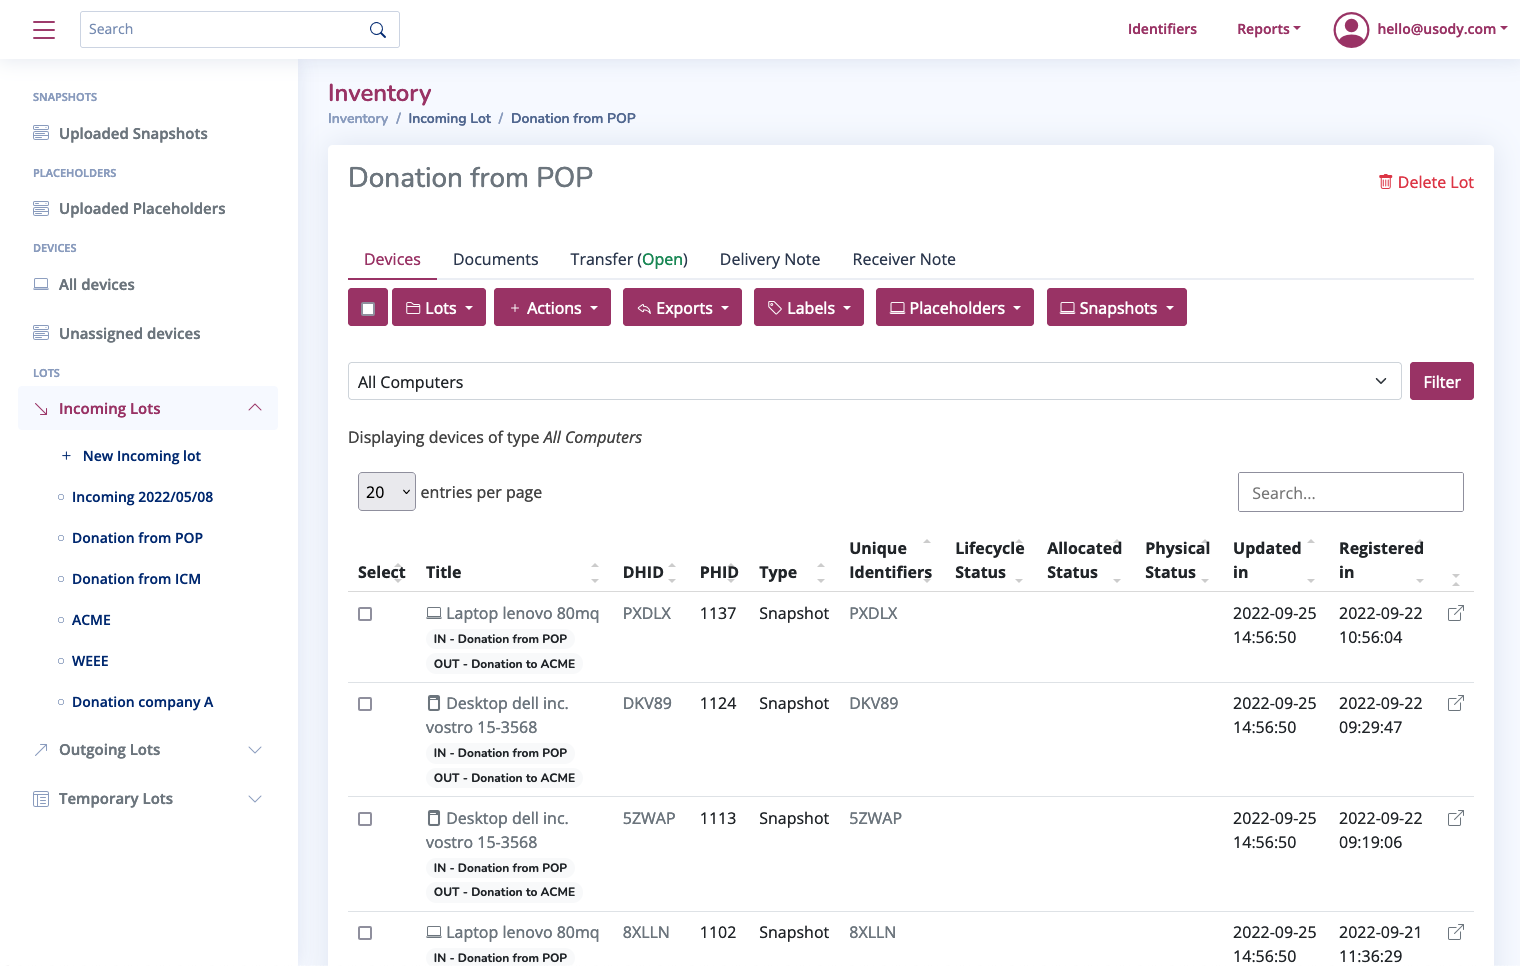 Search
Identifiers
Reports
hello@usody.com
SNAPSHOTS
Uploaded Snapshots
PLACEHOLDERS
Uploaded Placeholders
DEVICES
All devices
Unassigned devices
LOTS
Incoming Lots
+ New Incoming lot
Incoming 2022/05/08
Donation from POP
Donation from ICM
ACME
WEEE
Donation company A
Outgoing Lots
Temporary Lots
Inventory
Inventory / Incoming Lot / Donation from POP
Donation from POP
Delete Lot
Devices Documents Transfer (Open) Delivery Note Receiver Note
Lots + Actions Exports Labels Placeholders Snapshots
All Computers
Filter
Displaying devices of type All Computers
20 entries per page
Search...
Select Title DHID PHID Type Unique Identifiers Lifecycle Status Allocated Status Physical Status Updated in Registered in
Laptop lenovo 80mq PXDLX 1137 Snapshot PXDLX 2022-09-25 2022-09-22
14:56:50 10:56:04
IN - Donation from POP
OUT - Donation to ACME
Desktop dell inc. DKV89 1124 Snapshot DKV89 2022-09-25 2022-09-22
vostro 15-3568 14:56:50 09:29:47
IN - Donation from POP
OUT - Donation to ACME
Desktop dell inc. 5ZWAP 1113 Snapshot 5ZWAP 2022-09-25 2022-09-22
vostro 15-3568 14:56:50 09:19:06
IN - Donation from POP
OUT - Donation to ACME
Laptop lenovo 80mq 8XLLN 1102 Snapshot 8XLLN 2022-09-25 2022-09-21
14:56:50 11:36:29
IN - Donation from POP